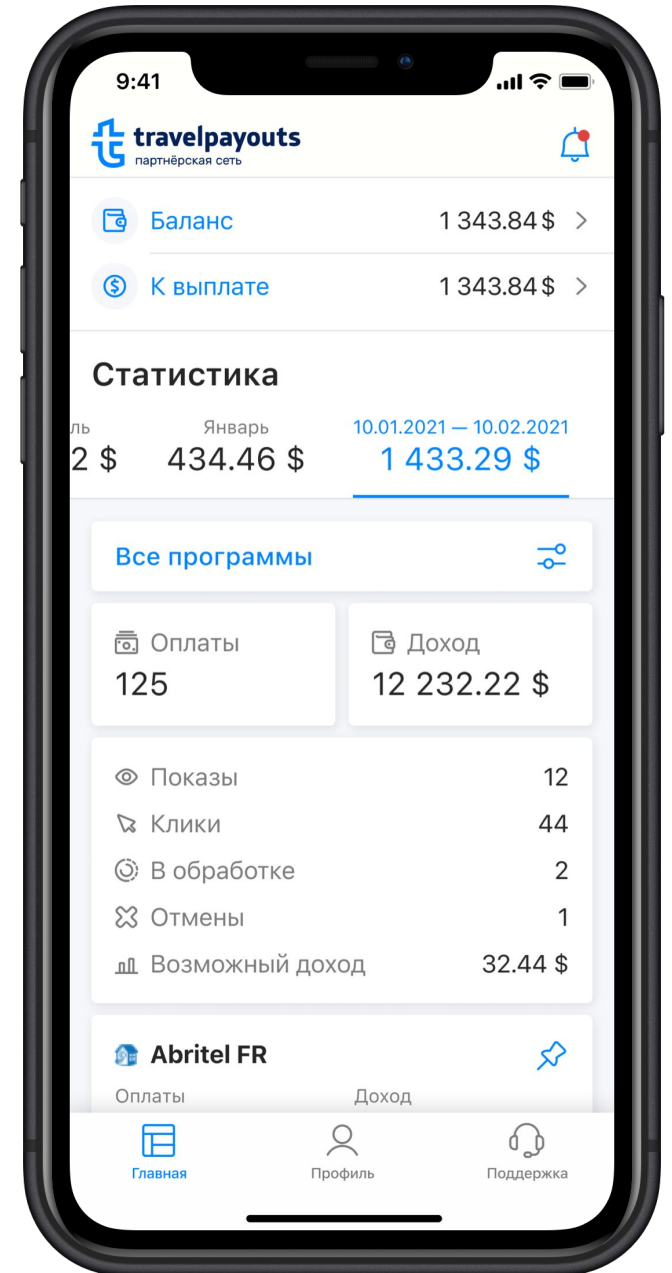 9:41
travelpayouts
партнёрская сеть
Баланс 1 343.84 $
К выплате 1 343.84 $
Статистика
ль Январь 10.01.2021 — 10.02.2021
2 $ 434.46 $ 1 433.29 $
Все программы
Оплаты Доход
125 12 232.22 $
Показы 12
Клики 44
В обработке 2
Отмены 1
Возможный доход 32.44 $
Abritel FR
Оплаты Доход
Главная Профиль Поддержка